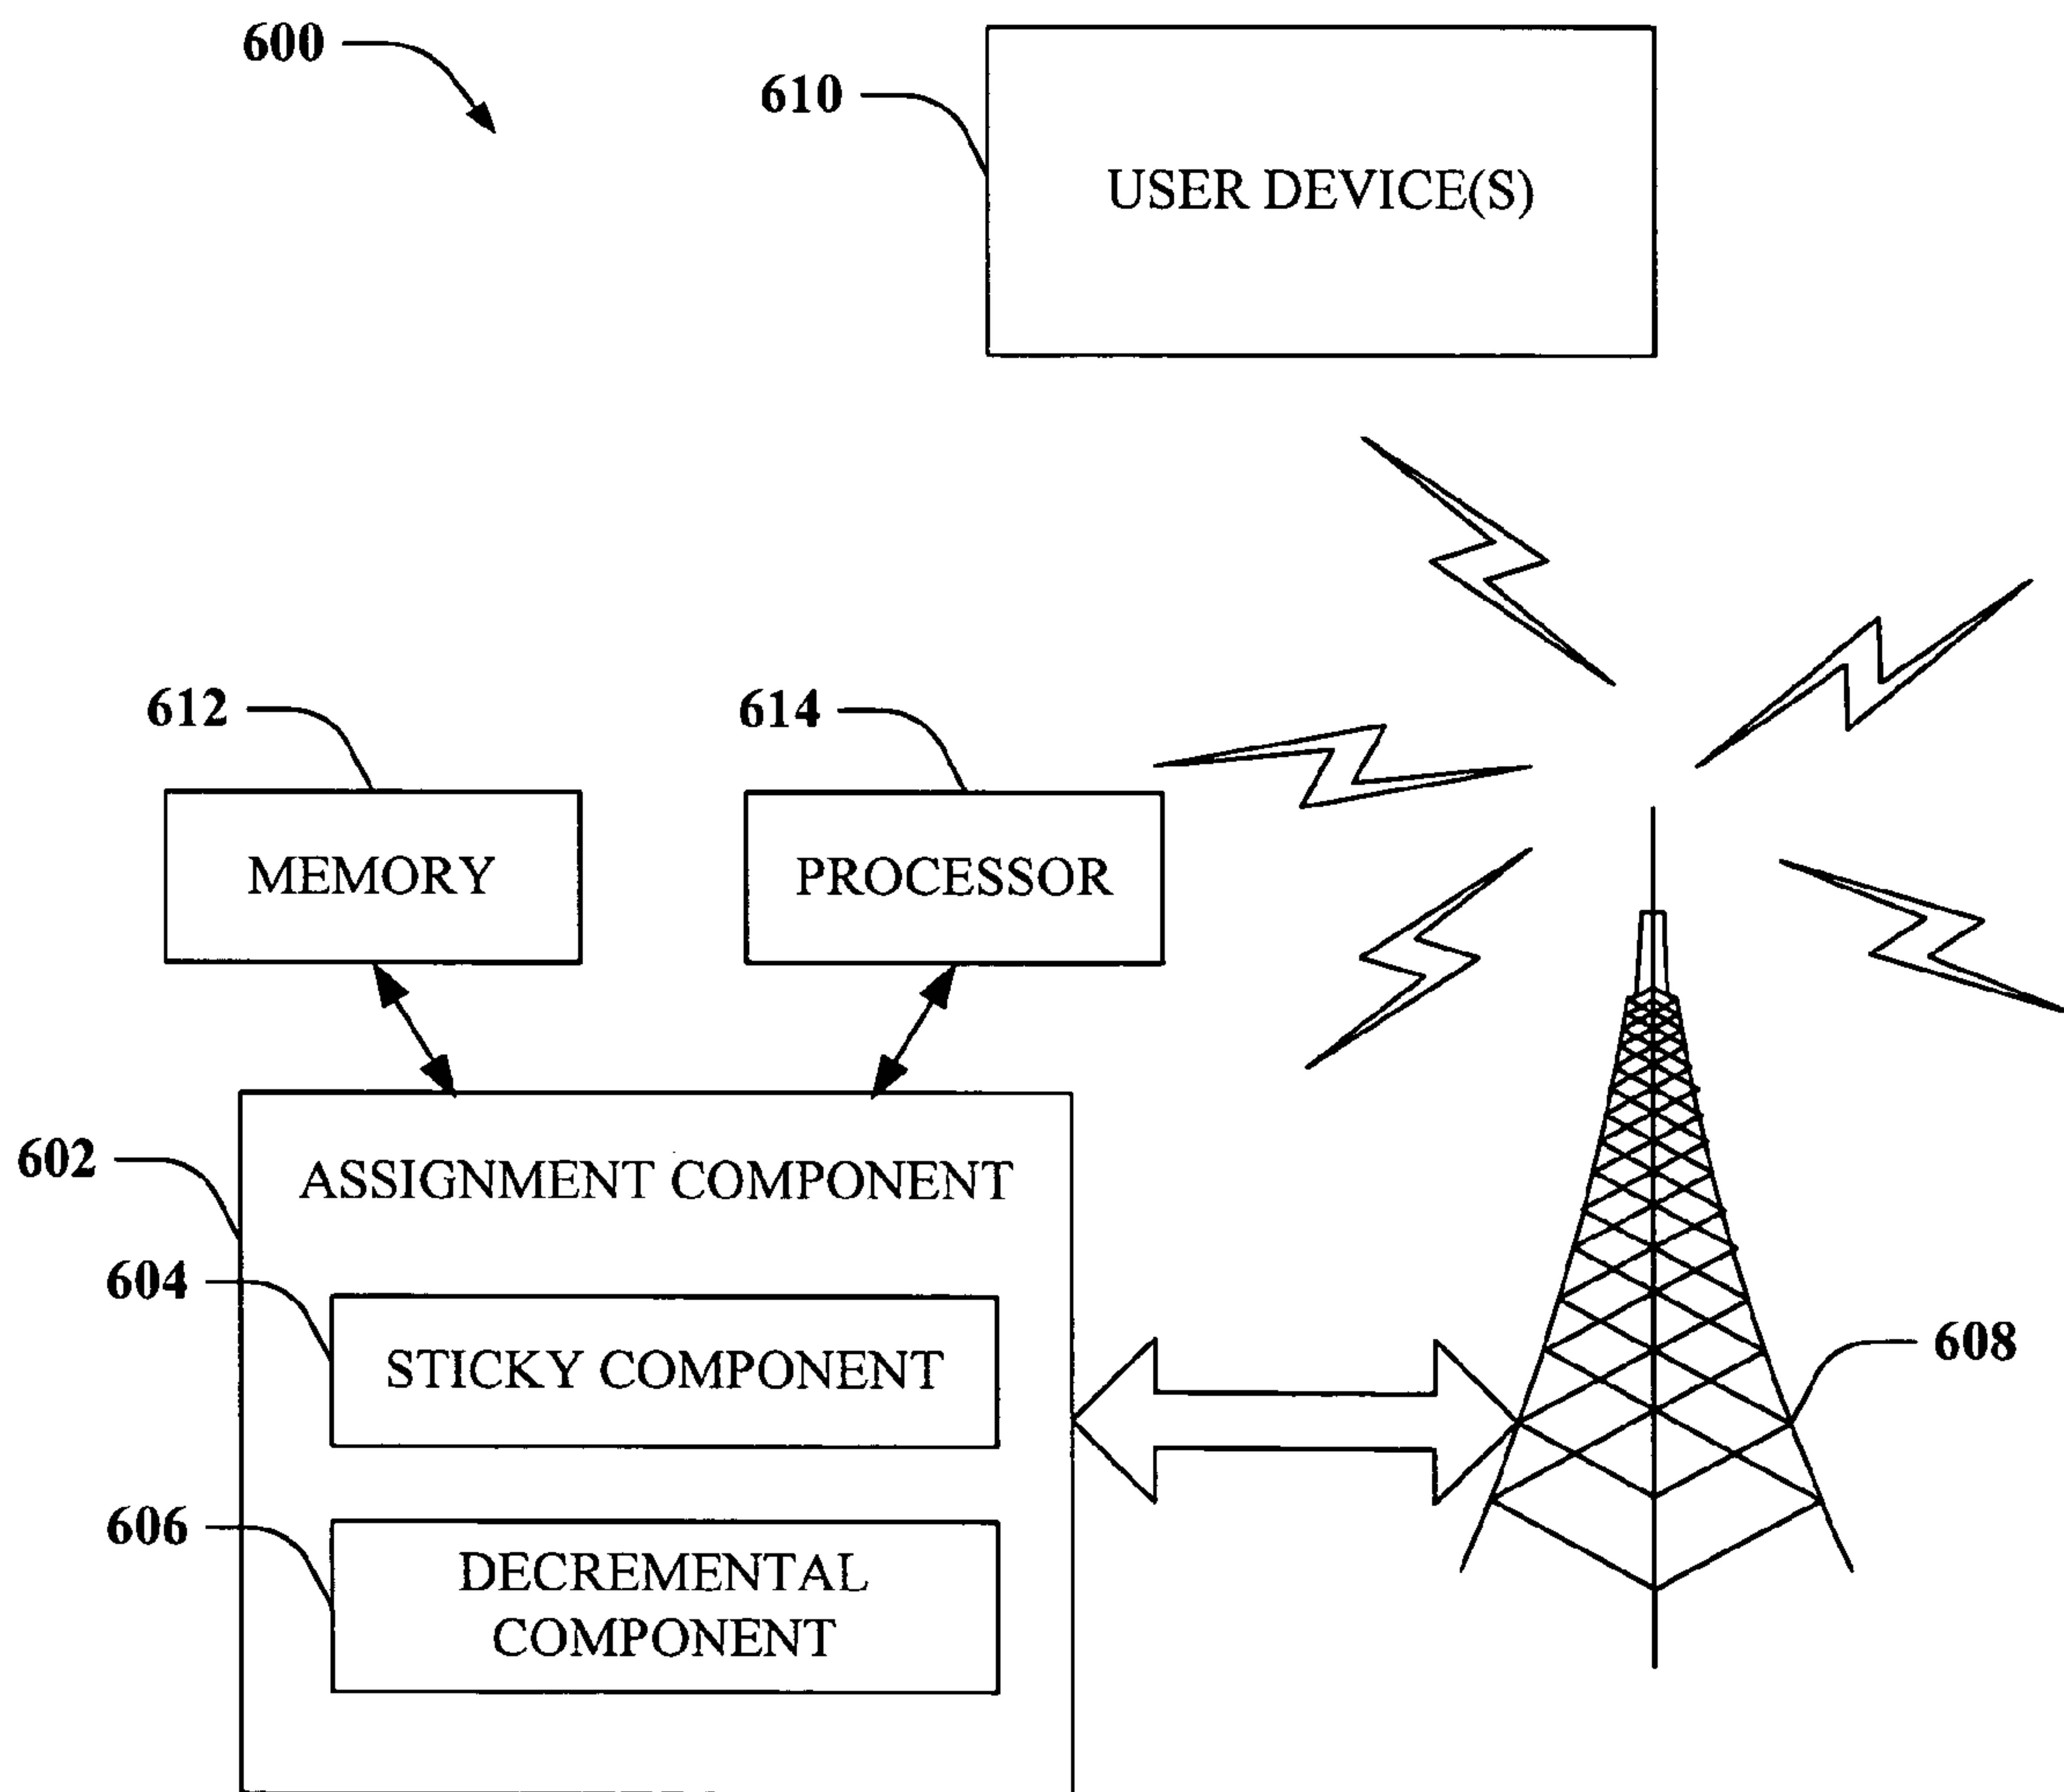 600
610
USER DEVICE(S)
612
614
MEMORY
PROCESSOR
602
ASSIGNMENT COMPONENT
604
STICKY COMPONENT
608
606
DECREMENTAL
COMPONENT